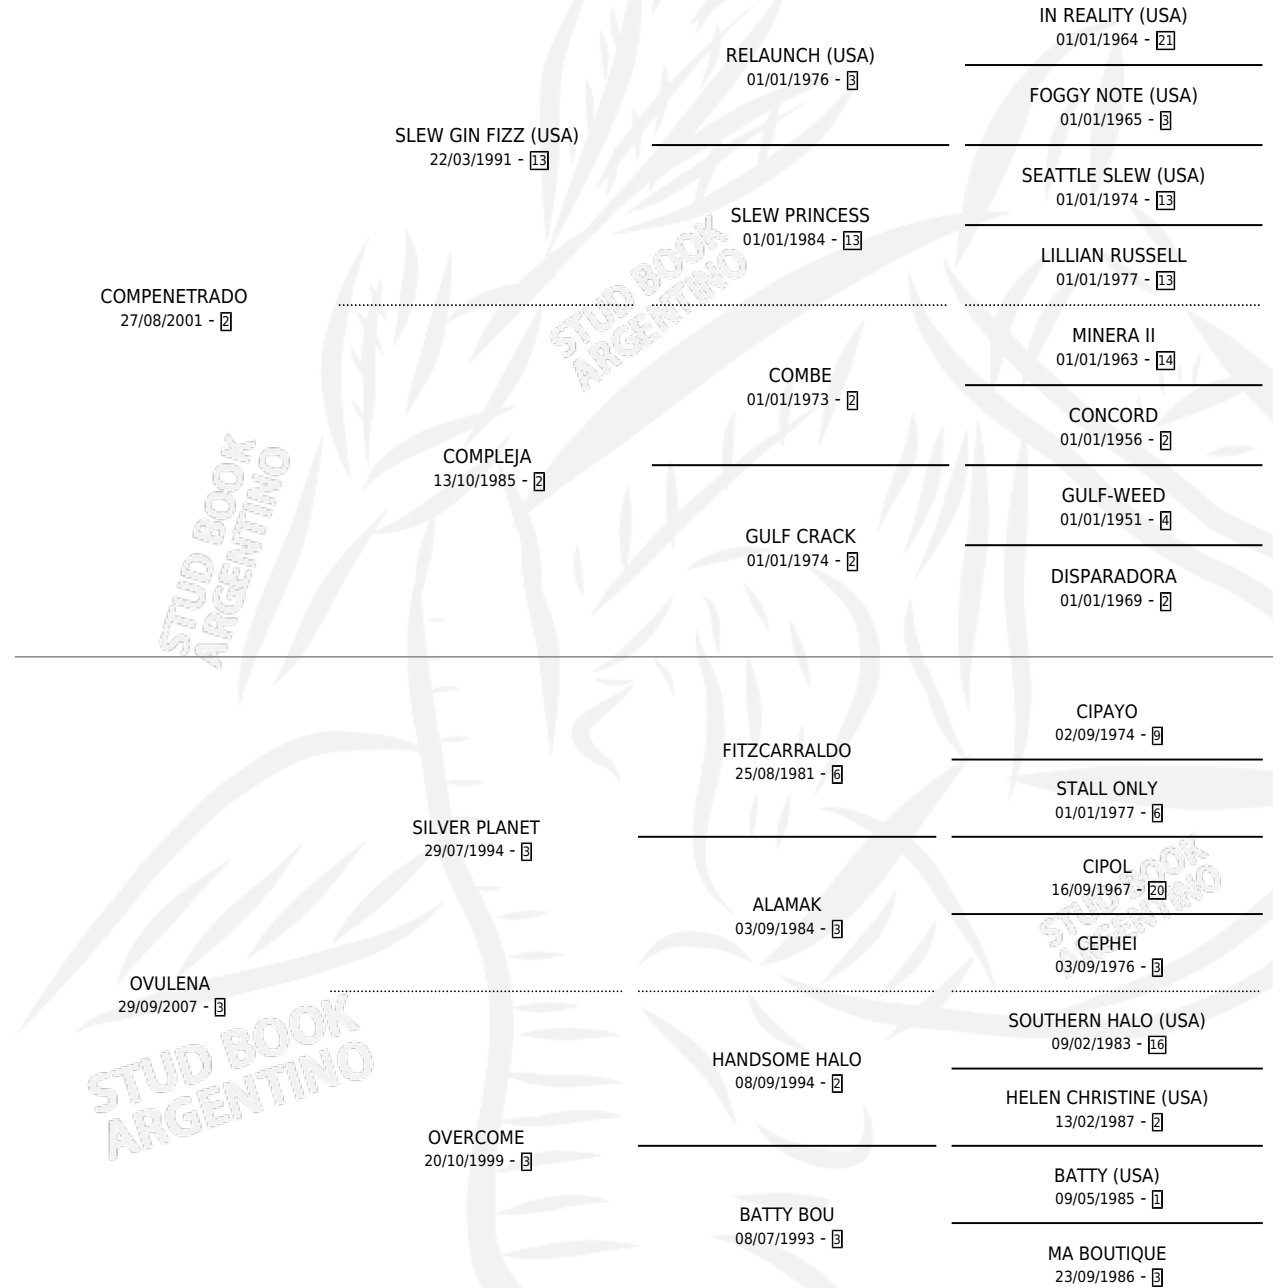 IN REALITY (USA)
01/01/1964 - 21
RELAUNCH (USA)
01/01/1976 - 3
FOGGY NOTE (USA)
01/01/1965 - 3
SLEW GIN FIZZ (USA)
22/03/1991 - 13
SEATTLE SLEW (USA)
01/01/1974 - 13
SLEW PRINCESS
01/01/1984 - 13
LILLIAN RUSSELL
01/01/1977 - 13
COMPENETRADO
27/08/2001 - 2
STUD BOOK
ARGENTINO
MINERA II
01/01/1963 - 14
COMBE
01/01/1973 - 2
CONCORD
01/01/1956 - 2
COMPLEJA
13/10/1985 - 2
GULF-WEED
01/01/1951 - 4
GULF CRACK
01/01/1974 - 2
DISPARADORA
01/01/1969 - 2
STUD BOOK
ARGENTINO
CIPAYO
02/09/1974 - 9
FITZCARRALDO
25/08/1981 - 6
STALL ONLY
01/01/1977 - 6
SILVER PLANET
29/07/1994 - 3
CIPOL
16/09/1967 - 20
ALAMAK
03/09/1984 - 3
STUD BOOK
ARGENTINO
CEPHEI
03/09/1976 - 3
OVULENA
29/09/2007 - 3
SOUTHERN HALO (USA)
09/02/1983 - 16
HANDSOME HALO
08/09/1994 - 2
HELEN CHRISTINE (USA)
13/02/1987 - 2
STUD BOOK
ARGENTINO
OVERCOME
20/10/1999 - 3
BATTY (USA)
09/05/1985 - 1
BATTY BOU
08/07/1993 - 3
MA BOUTIQUE
23/09/1986 - 3